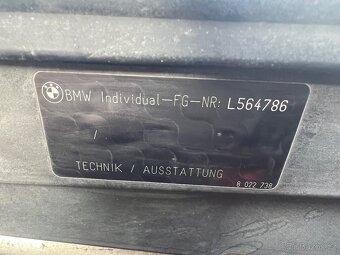 BMW Individual-FG-NR: L564786
/
TECHNIK / AUSSTATTUNG
8 022 738